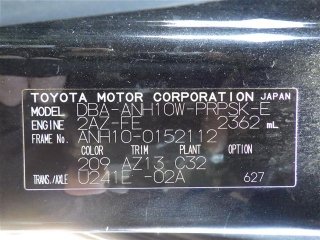 TOYOTA MOTOR CORPORATION JAPAN
MODEL DBA-ANH10W-PRPSK-E
ENGINE 2AZ-FE 2362 mL
FRAME No. ANH10-0152112
COLOR TRIM PLANT OPTION
209 AZ13 C32
TRANS./AXLE U241E -02A 627